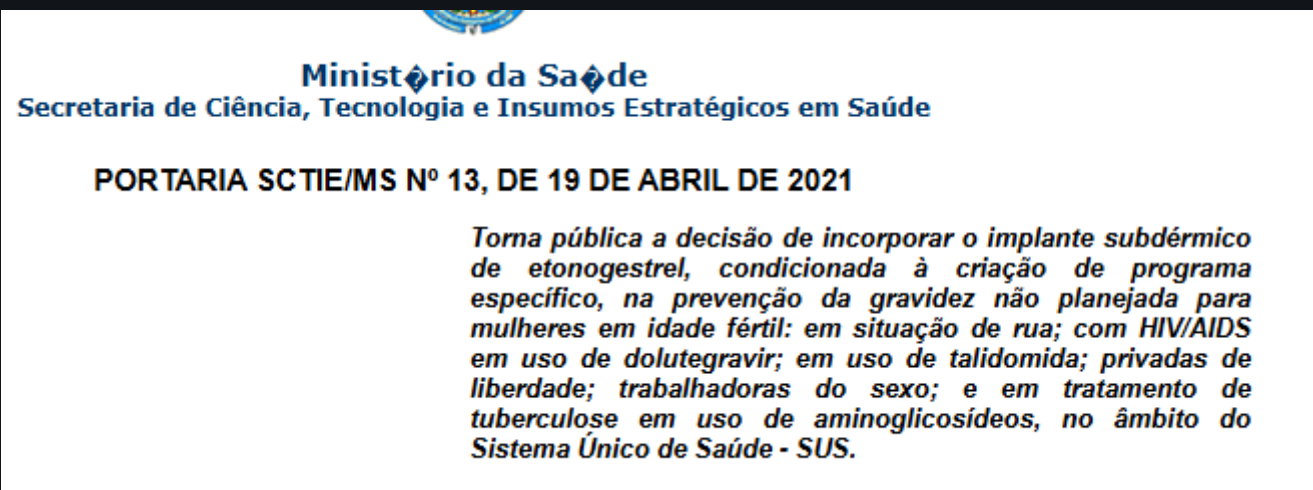 Minist�rio da Sa�de
Secretaria de Ciência, Tecnologia e Insumos Estratégicos em Saúde
PORTARIA SCTIE/MS Nº 13, DE 19 DE ABRIL DE 2021
Torna pública a decisão de incorporar o implante subdérmico
de etonogestrel, condicionada à criação de programa
específico, na prevenção da gravidez não planejada para
mulheres em idade fértil: em situação de rua; com HIV/AIDS
em uso de dolutegravir; em uso de talidomida; privadas de
liberdade; trabalhadoras do sexo; e em tratamento de
tuberculose em uso de aminoglicosídeos, no âmbito do
Sistema Único de Saúde - SUS.